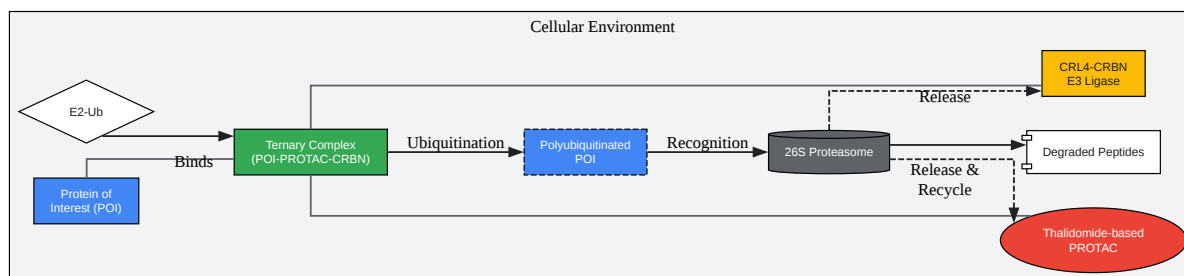 Cellular Environment
E2-Ub
Binds
Protein of
Interest (POI)
Ternary Complex
(POI-PROTAC-CRBN)
Ubiquitination
Polyubiquitinated
POI
Recognition
26S Proteasome
Release
CRL4-CRBN
E3 Ligase
Degraded Peptides
Release &
Recycle
Thalidomide-based
PROTAC